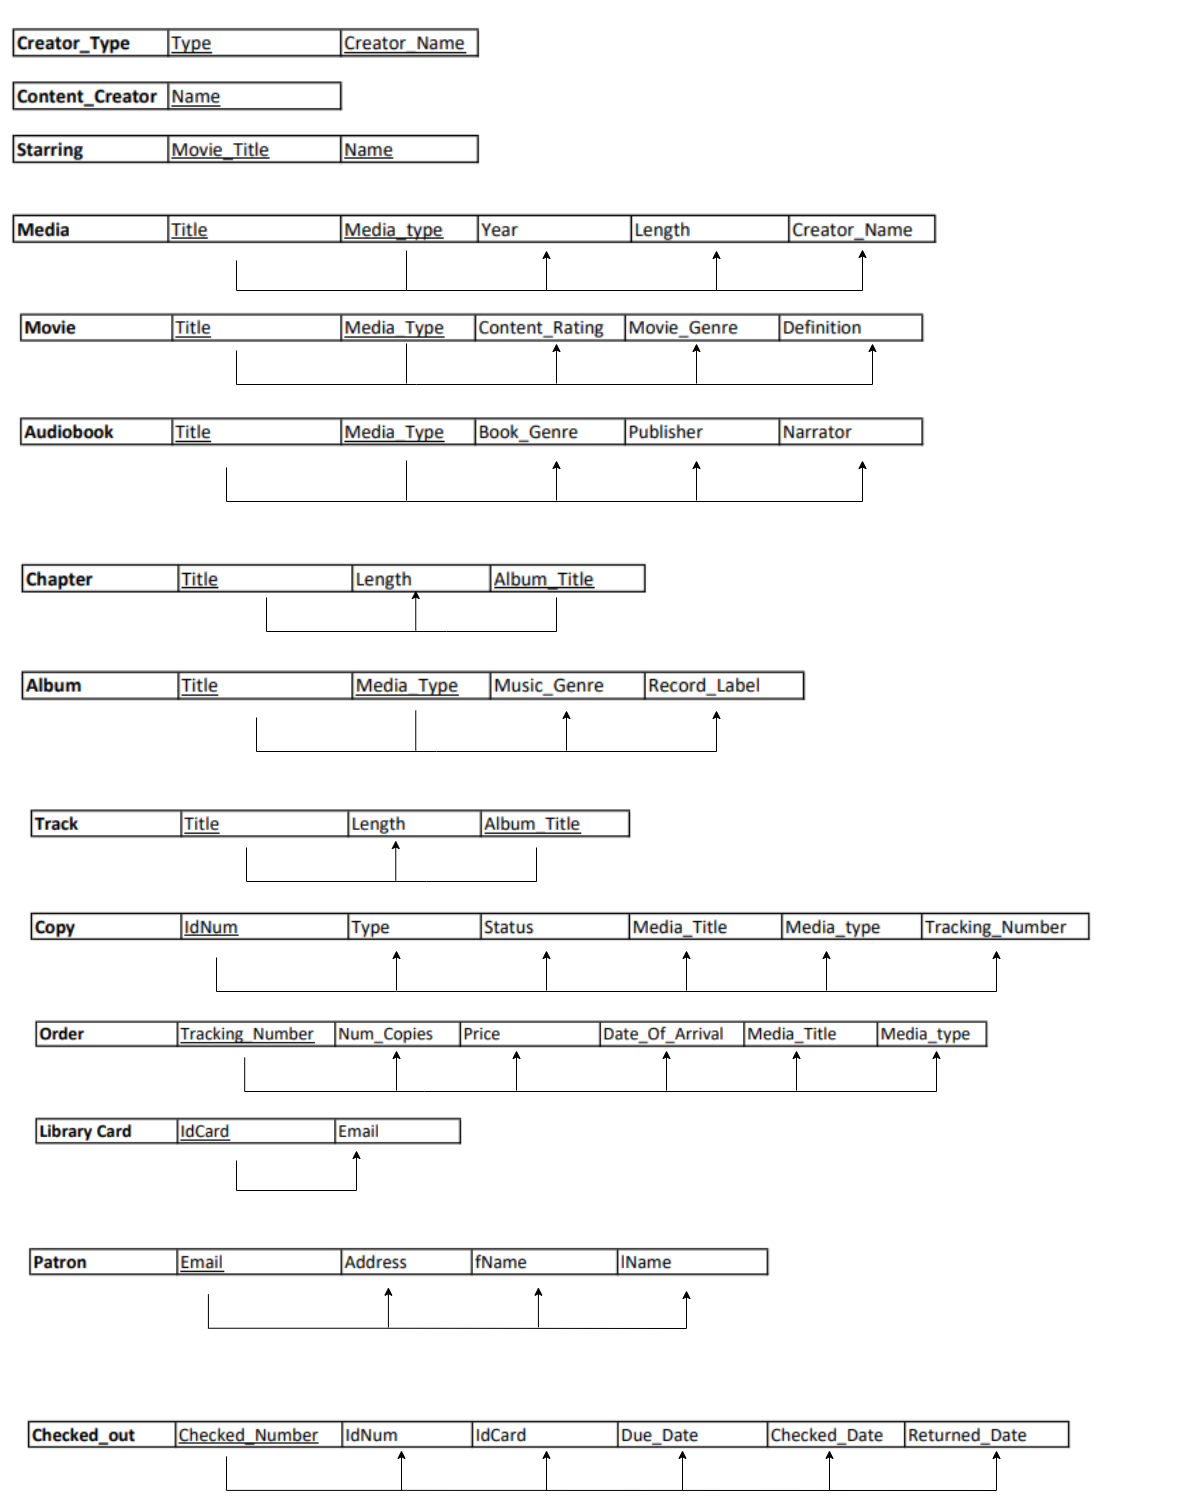 Creator_Type Type Creator_Name
Content_Creator Name
Starring Movie_Title Name
Media Title Media_type Year Length Creator_Name
Movie Title Media_Type Content_Rating Movie_Genre Definition
Audiobook Title Media_Type Book_Genre Publisher Narrator
Chapter Title Length Album_Title
Album Title Media_Type Music_Genre Record_Label
Track Title Length Album_Title
Copy IdNum Type Status Media_Title Media_type Tracking_Number
Order Tracking_Number Num_Copies Price Date_Of_Arrival Media_Title Media_type
Library Card IdCard Email
Patron Email Address fName lName
Checked_out Checked_Number IdNum IdCard Due_Date Checked_Date Returned_Date